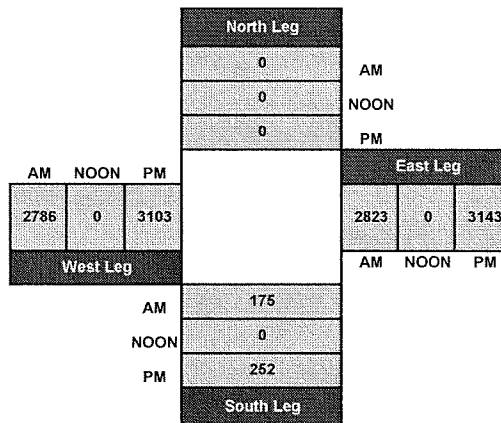 North Leg
0
AM
0
NOON
0
PM
AM NOON PM
East Leg
2786 0 3103
2823 0 3143
West Leg
AM NOON PM
AM
175
NOON
0
PM
252
South Leg